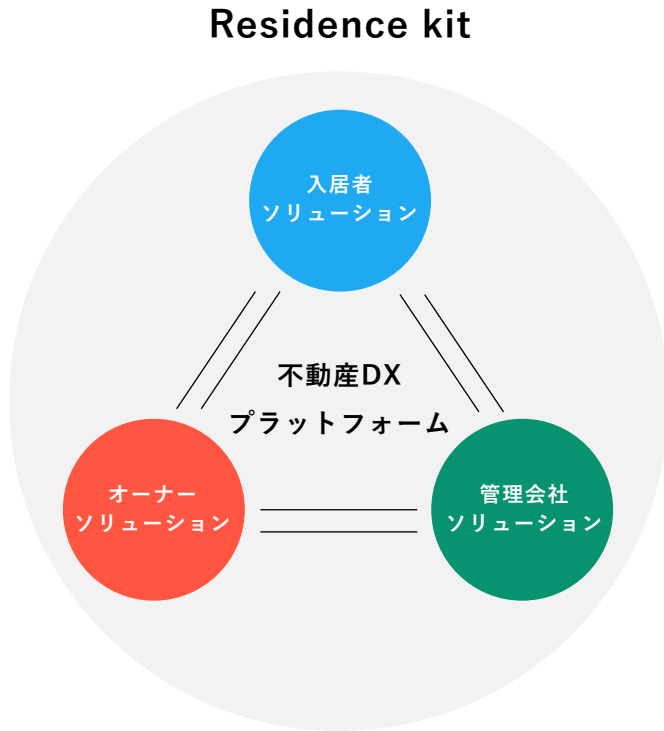 Residence kit
入居者
ソリューション
不動産DX
プラットフォーム
オーナー
ソリューション
管理会社
ソリューション